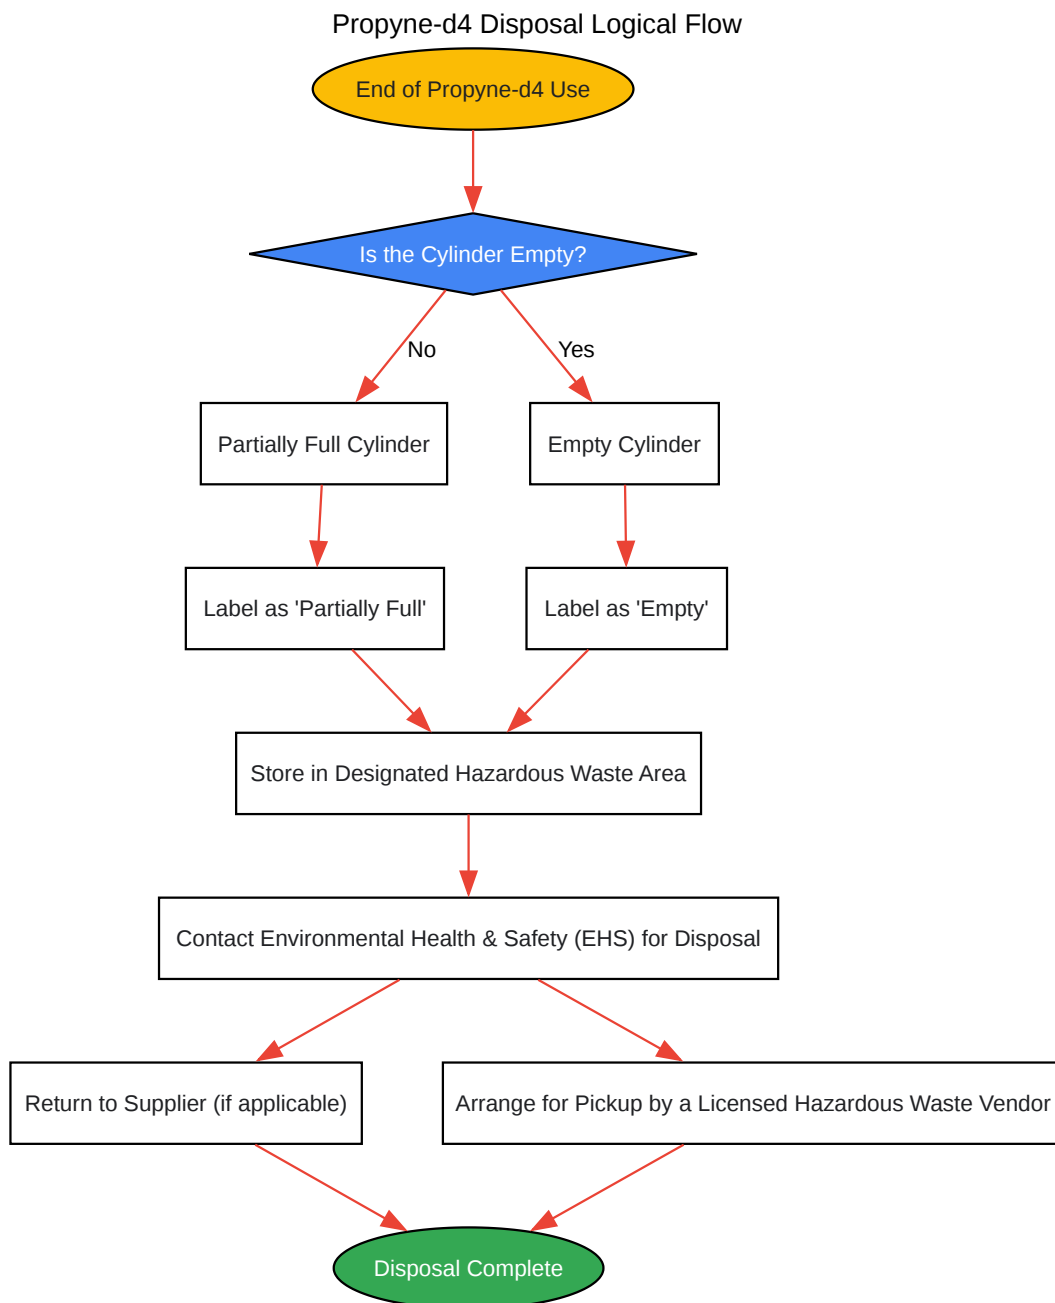 Propyne-d4 Disposal Logical Flow
End of Propyne-d4 Use
Is the Cylinder Empty?
No
Yes
Partially Full Cylinder
Empty Cylinder
Label as 'Partially Full'
Label as 'Empty'
Store in Designated Hazardous Waste Area
Contact Environmental Health & Safety (EHS) for Disposal
Return to Supplier (if applicable)
Arrange for Pickup by a Licensed Hazardous Waste Vendor
Disposal Complete